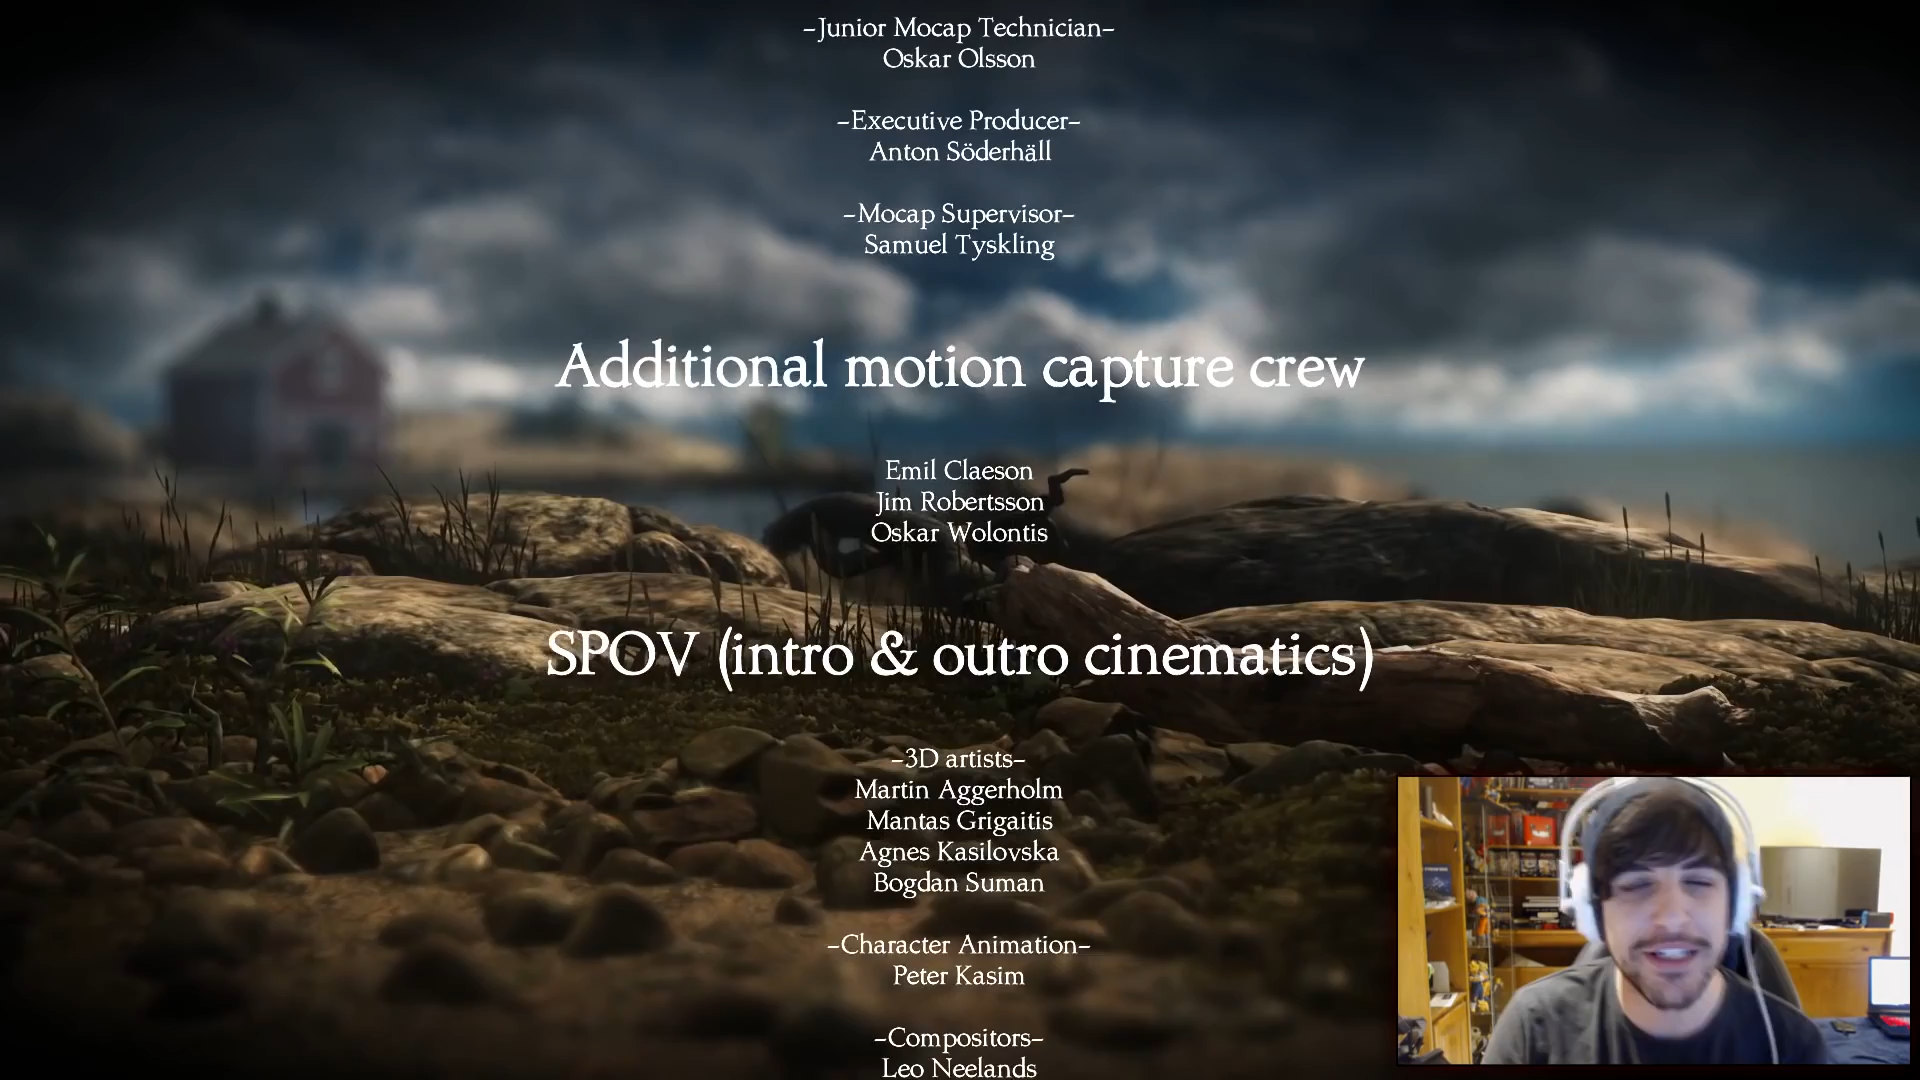 –Junior Mocap Technician–
Oskar Olsson
–Executive Producer–
Anton Söderhäll
–Mocap Supervisor–
Samuel Tyskling
Additional motion capture crew
Emil Claeson
Jim Robertsson
Oskar Wolontis
SPOV (intro & outro cinematics)
–3D artists–
Martin Aggerholm
Mantas Grigaitis
Agnes Kasilovska
Bogdan Suman
–Character Animation–
Peter Kasim
–Compositors–
Leo Neelands